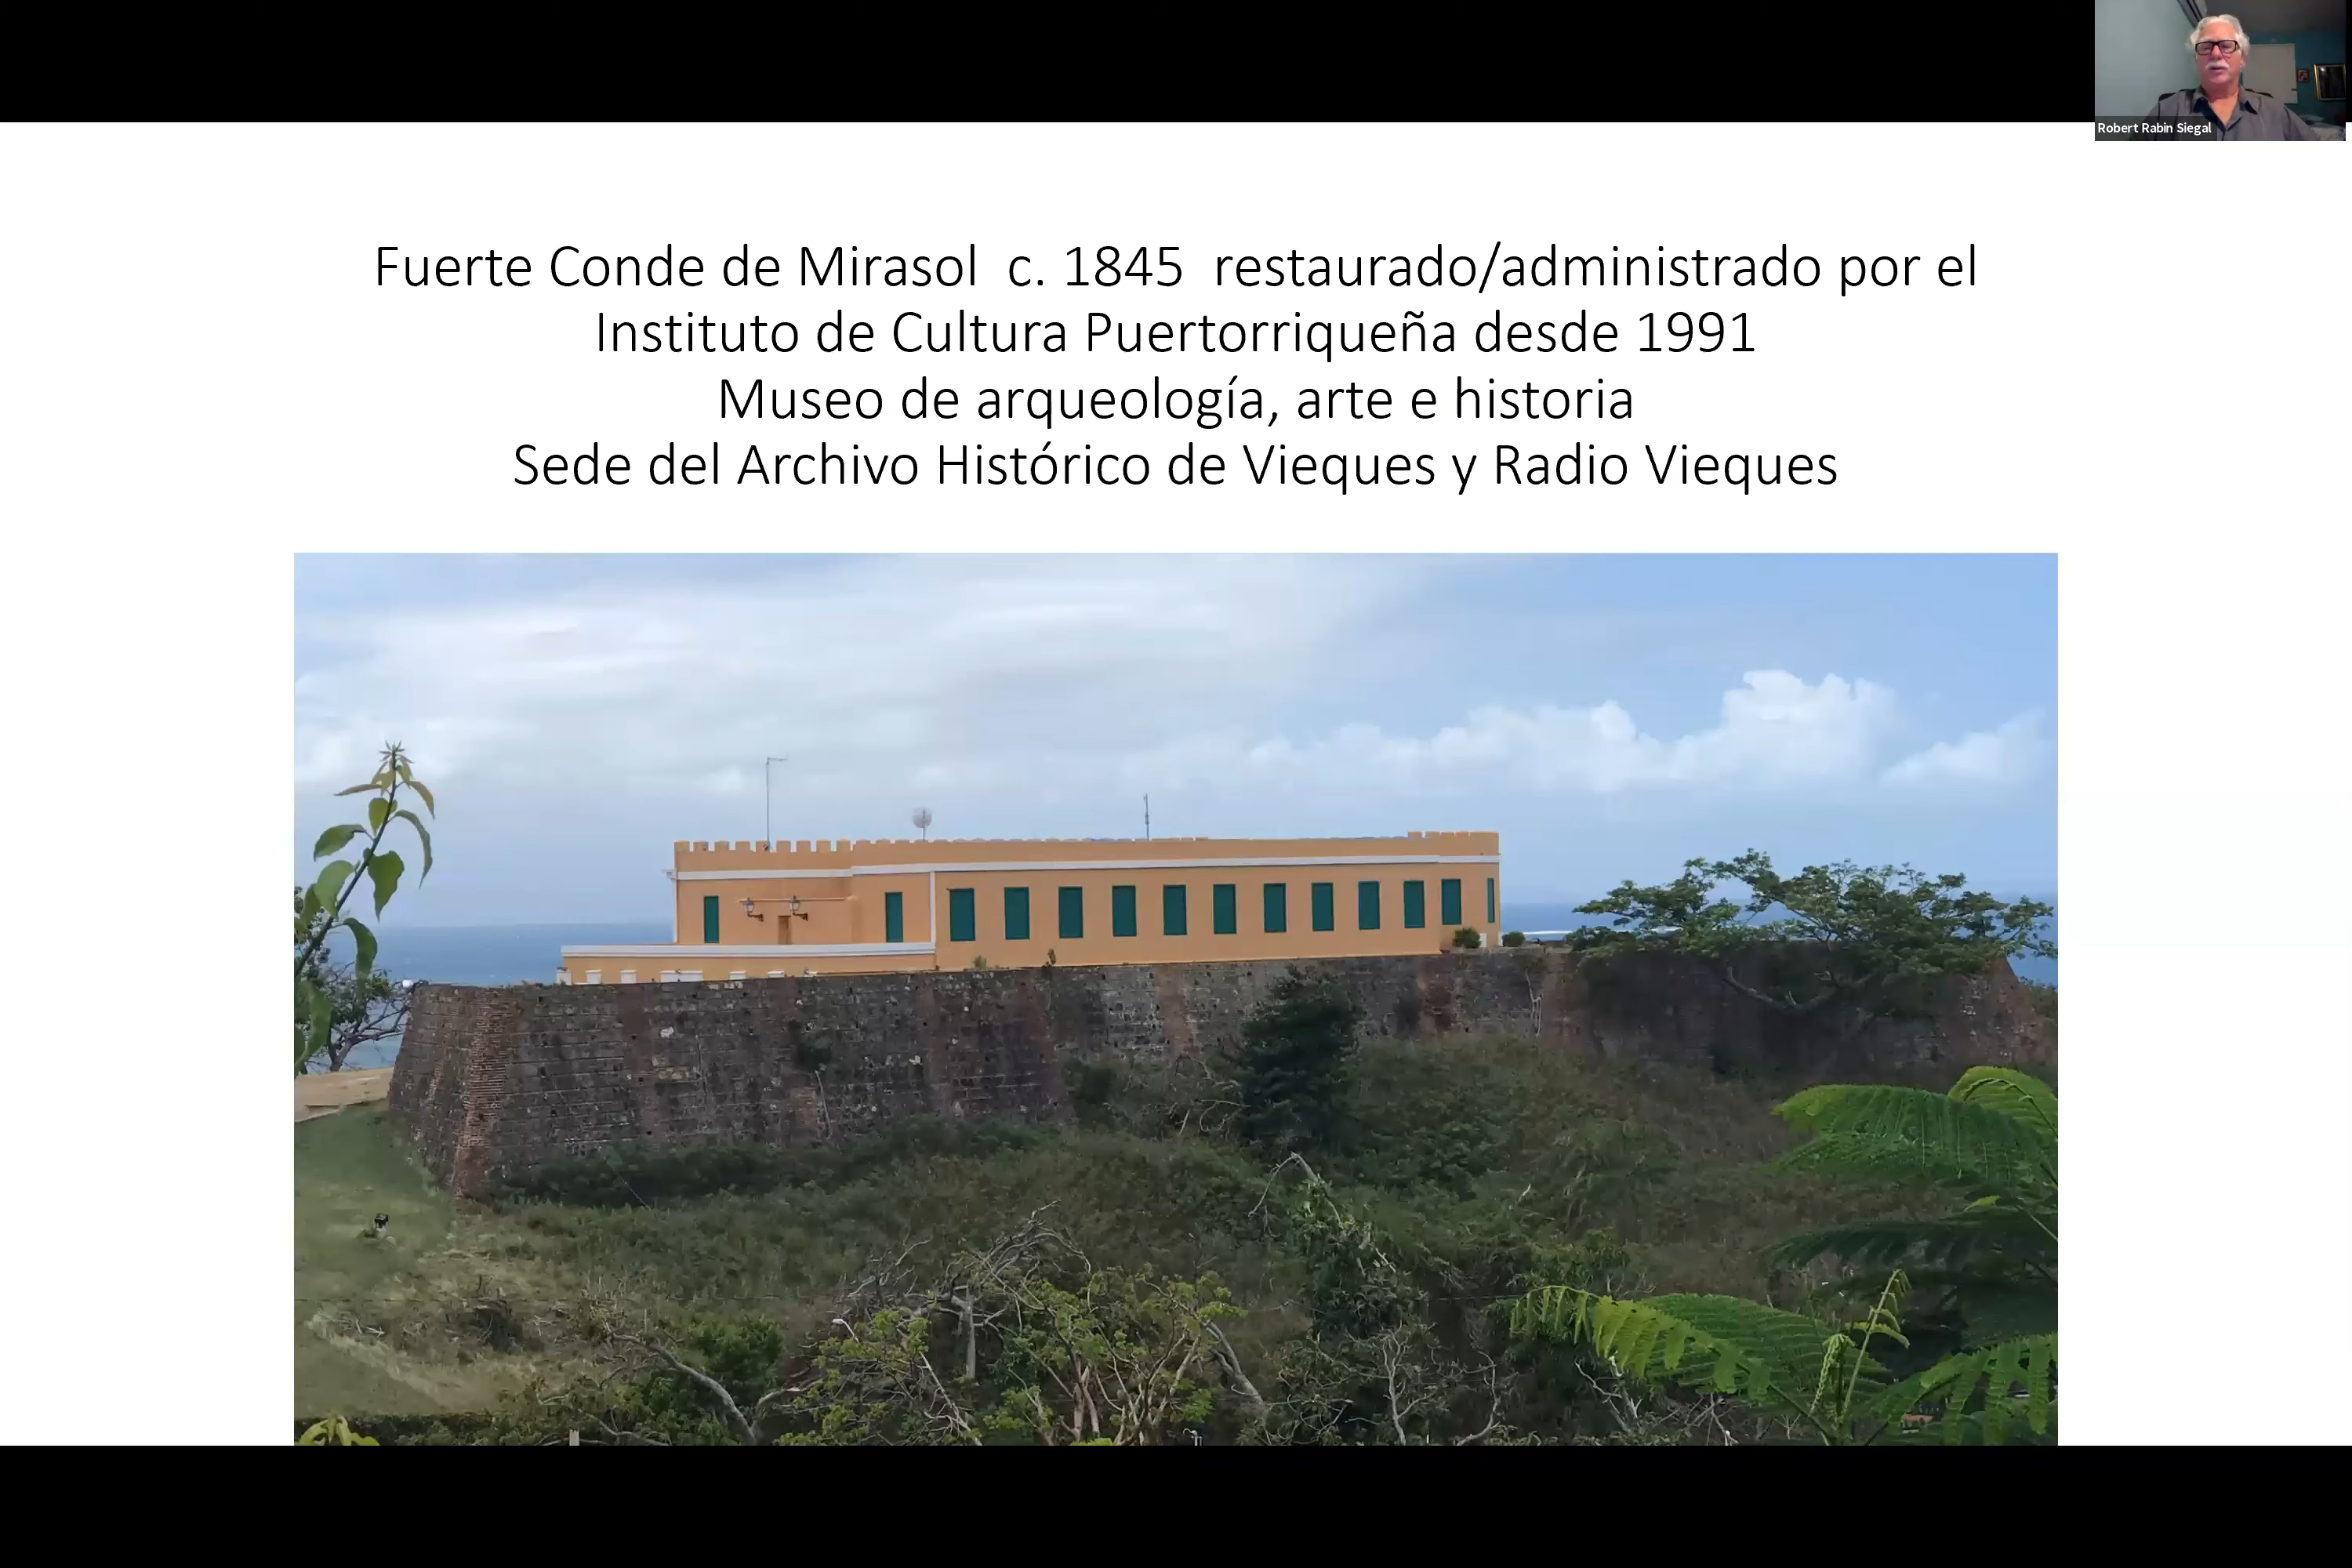 Robert Rabin Siegal
Fuerte Conde de Mirasol  c. 1845  restaurado/administrado por el
Instituto de Cultura Puertorriqueña desde 1991
Museo de arqueología, arte e historia
Sede del Archivo Histórico de Vieques y Radio Vieques